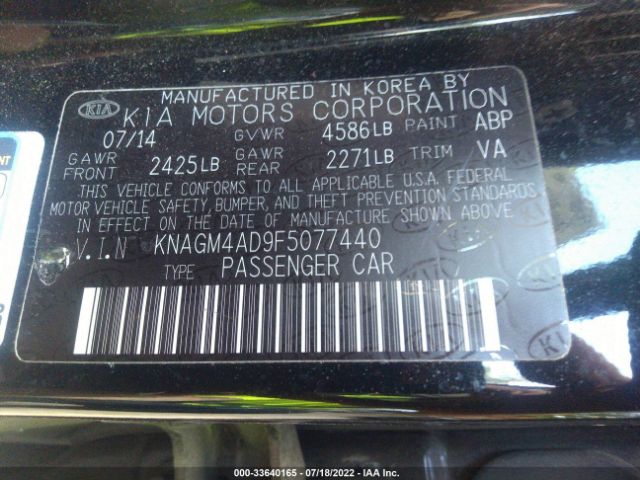 MANUFACTURED IN KOREA BY
KIA KIA MOTORS CORPORATION
07/14 GVWR 4586LB PAINT ABP
GAWR FRONT 2425LB GAWR REAR 2271LB TRIM VA
THIS VEHICLE CONFORMS TO ALL APPLICABLE U.S.A. FEDERAL
MOTOR VEHICLE SAFETY, BUMPER, AND THEFT PREVENTION STANDARDS
IN EFFECT ON THE DATE OF MANUFACTURE SHOWN ABOVE
V.I.N KNAGM4AD9F5077440
TYPE PASSENGER CAR
000-33640165 - 07/18/2022 - IAA Inc.